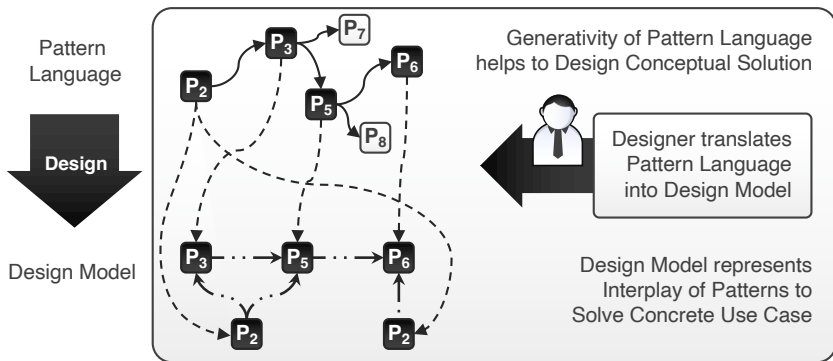 Pattern
Language
Design
Design Model
P2
P3
P7
P5
P6
P8
P3
P5
P6
P2
P2
Generativity of Pattern Language
helps to Design Conceptual Solution
Designer translates
Pattern Language
into Design Model
Design Model represents
Interplay of Patterns to
Solve Concrete Use Case